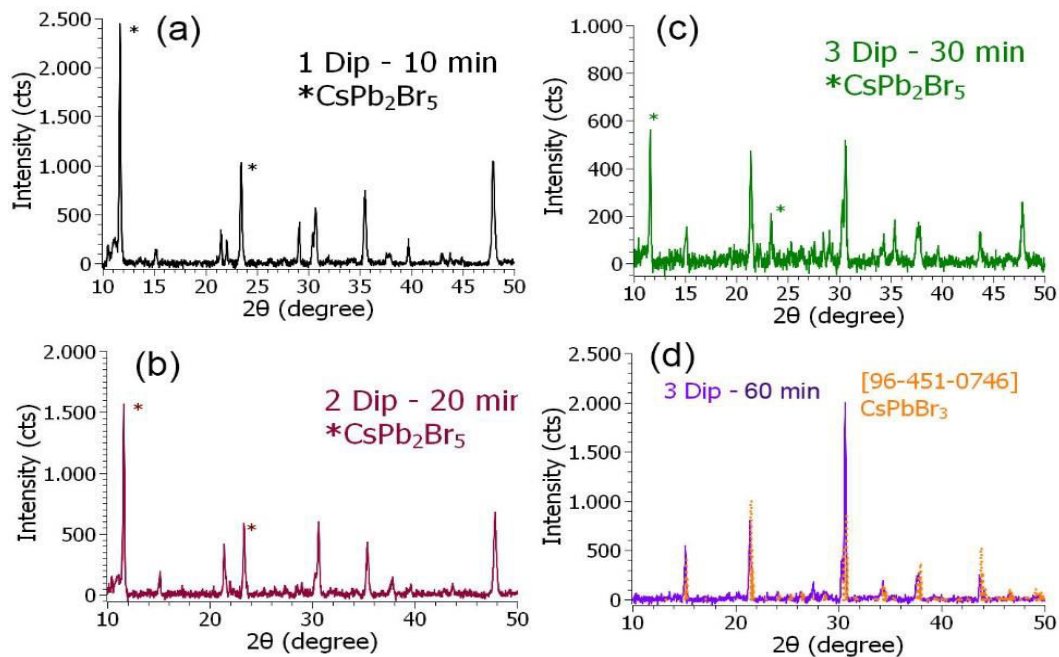 (a)
1 Dip - 10 min
*CsPb₂Br₅
*
*
2.500
2.000
1.500
1.000
500
0
Intensity (cts)
10 20 30 40 50
2θ (degree)
(c)
3 Dip - 30 min
*CsPb₂Br₅
*
*
1.000
800
600
400
200
0
Intensity (cts)
10 15 20 25 30 35 40 45 50
2θ (degree)
(b)
2 Dip - 20 min
*CsPb₂Br₅
*
*
2.000
1.500
1.000
500
0
Intensity (cts)
10 20 30 40 50
2θ (degree)
(d)
3 Dip - 60 min
[96-451-0746]
CsPbBr₃
2.500
2.000
1.500
1.000
500
0
Intensity (cts)
10 20 30 40 50
2θ (degree)